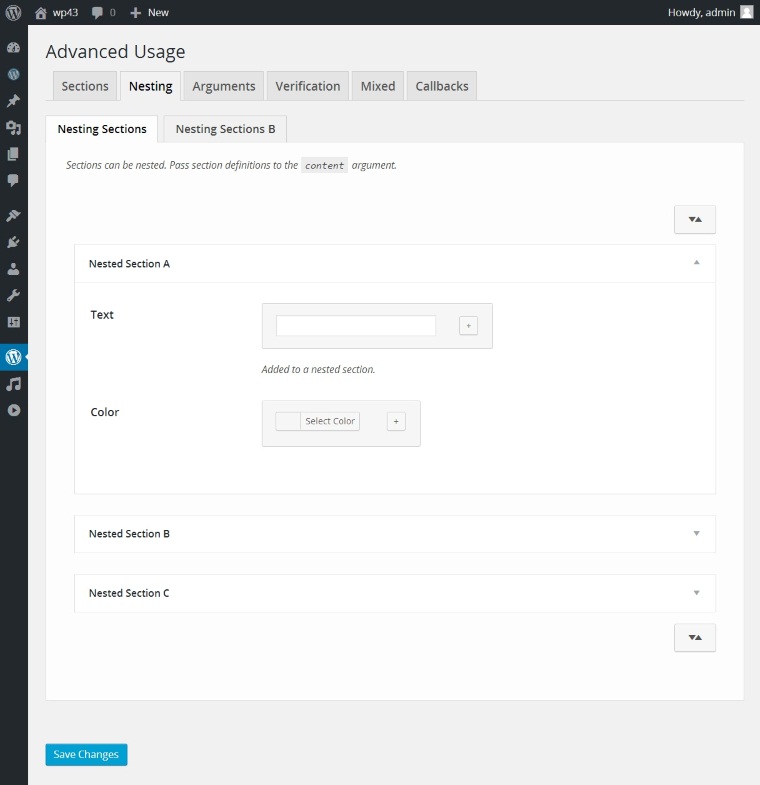 wp43 0 New Howdy, admin
Advanced Usage
Sections Nesting Arguments Verification Mixed Callbacks
Nesting Sections Nesting Sections B
Sections can be nested. Pass section definitions to the content argument.
Nested Section A
Text
+
Added to a nested section.
Color
Select Color +
Nested Section B
Nested Section C
Save Changes